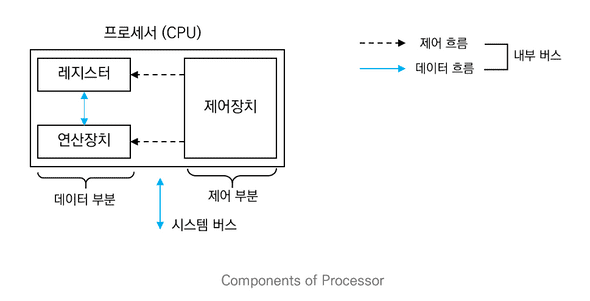 프로세서 (CPU)
레지스터
연산장치
제어장치
데이터 부분
제어 부분
시스템 버스
제어 흐름
데이터 흐름
내부 버스
Components of Processor